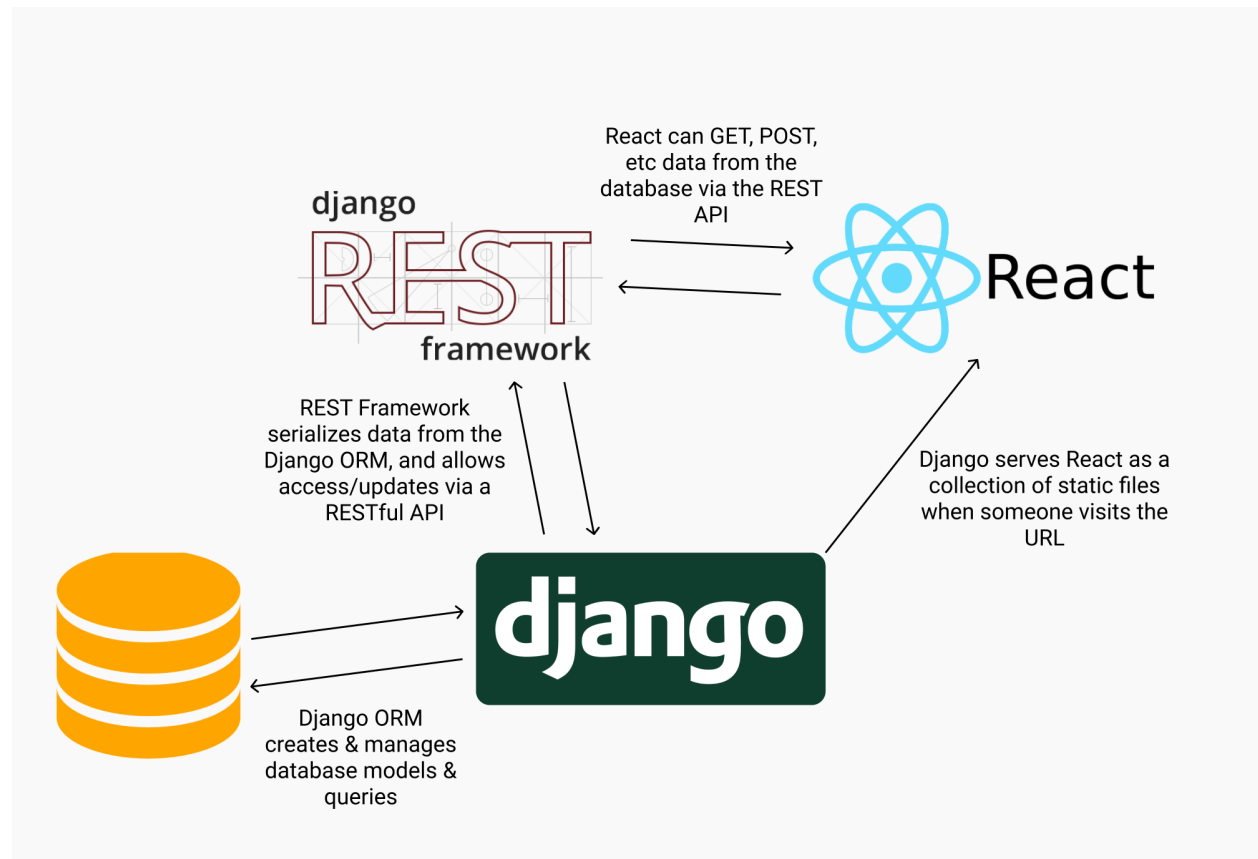 React can GET, POST,
etc data from the
database via the REST
API
django
REST
framework
React
REST Framework
serializes data from the
Django ORM, and allows
access/updates via a
RESTful API
Django serves React as a
collection of static files
when someone visits the
URL
django
Django ORM
creates & manages
database models &
queries